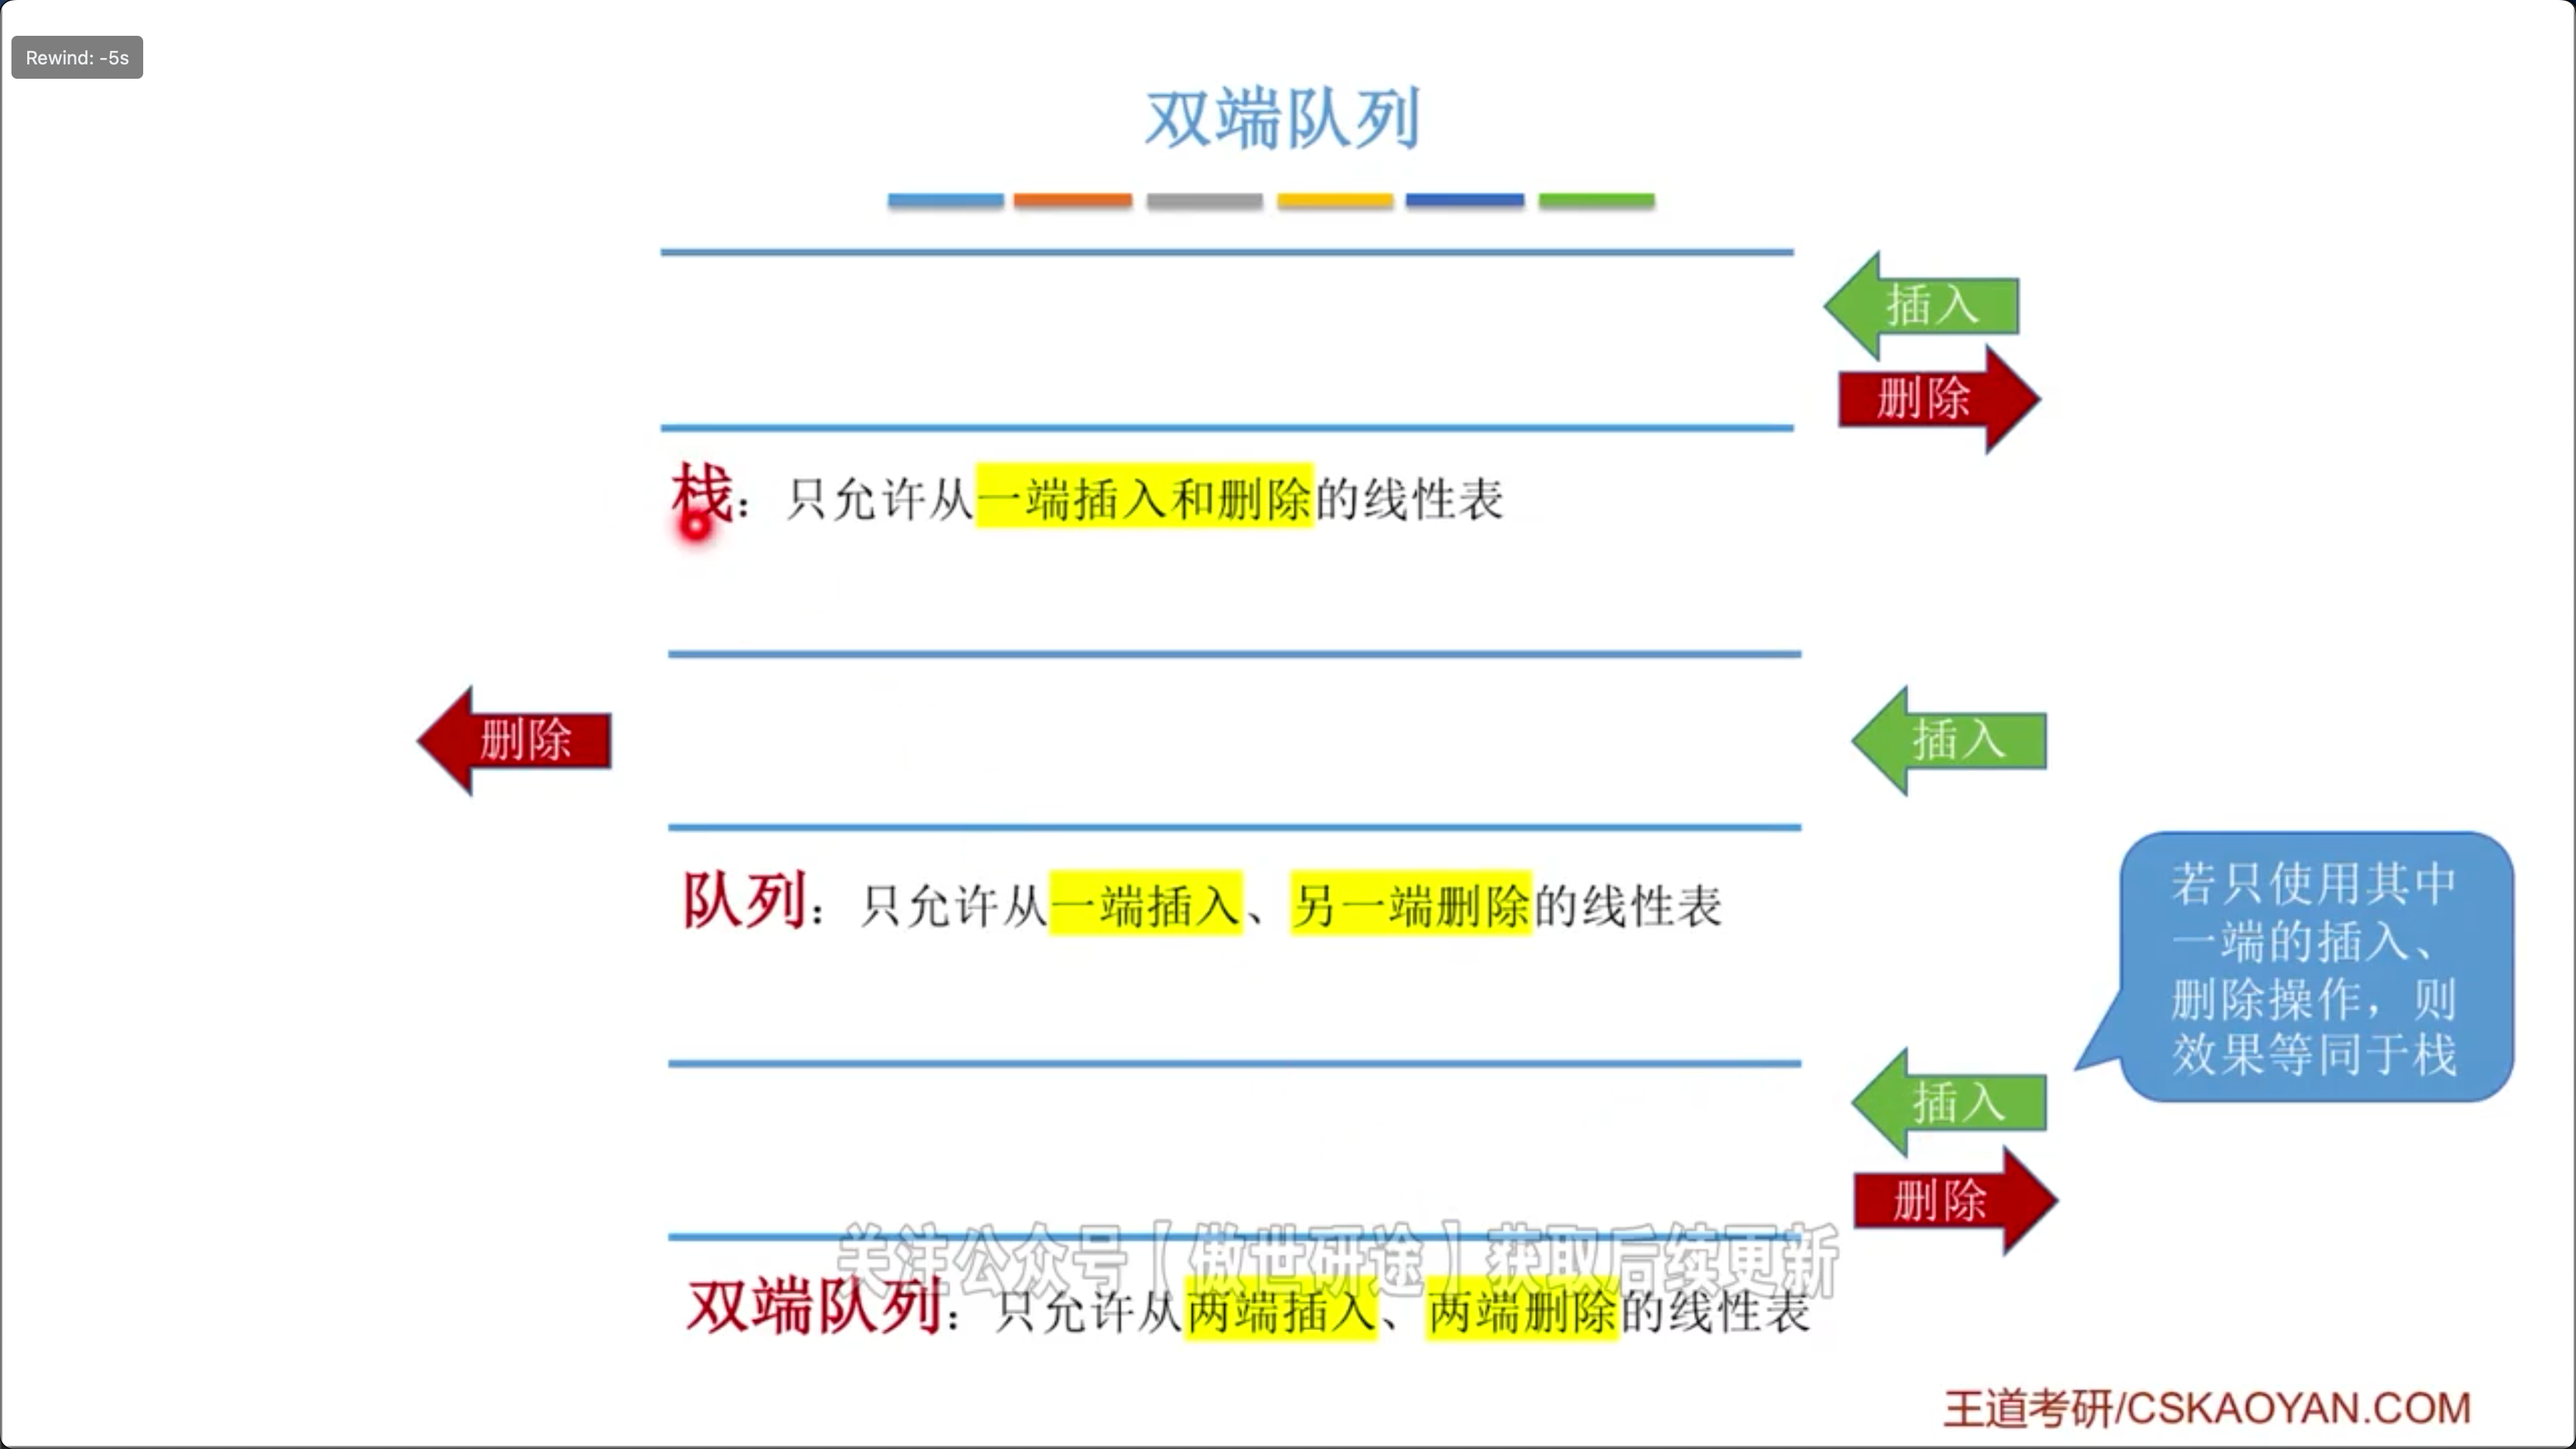 Rewind: -5s
双端队列
插入
删除
栈：只允许从一端插入和删除的线性表
删除
插入
队列：只允许从一端插入、另一端删除的线性表
若只使用其中
一端的插入、
删除操作，则
效果等同于栈
插入
删除
关注公众号【傲世研途】获取后续更新
双端队列：只允许从两端插入、两端删除的线性表
王道考研/CSKAOYAN.COM